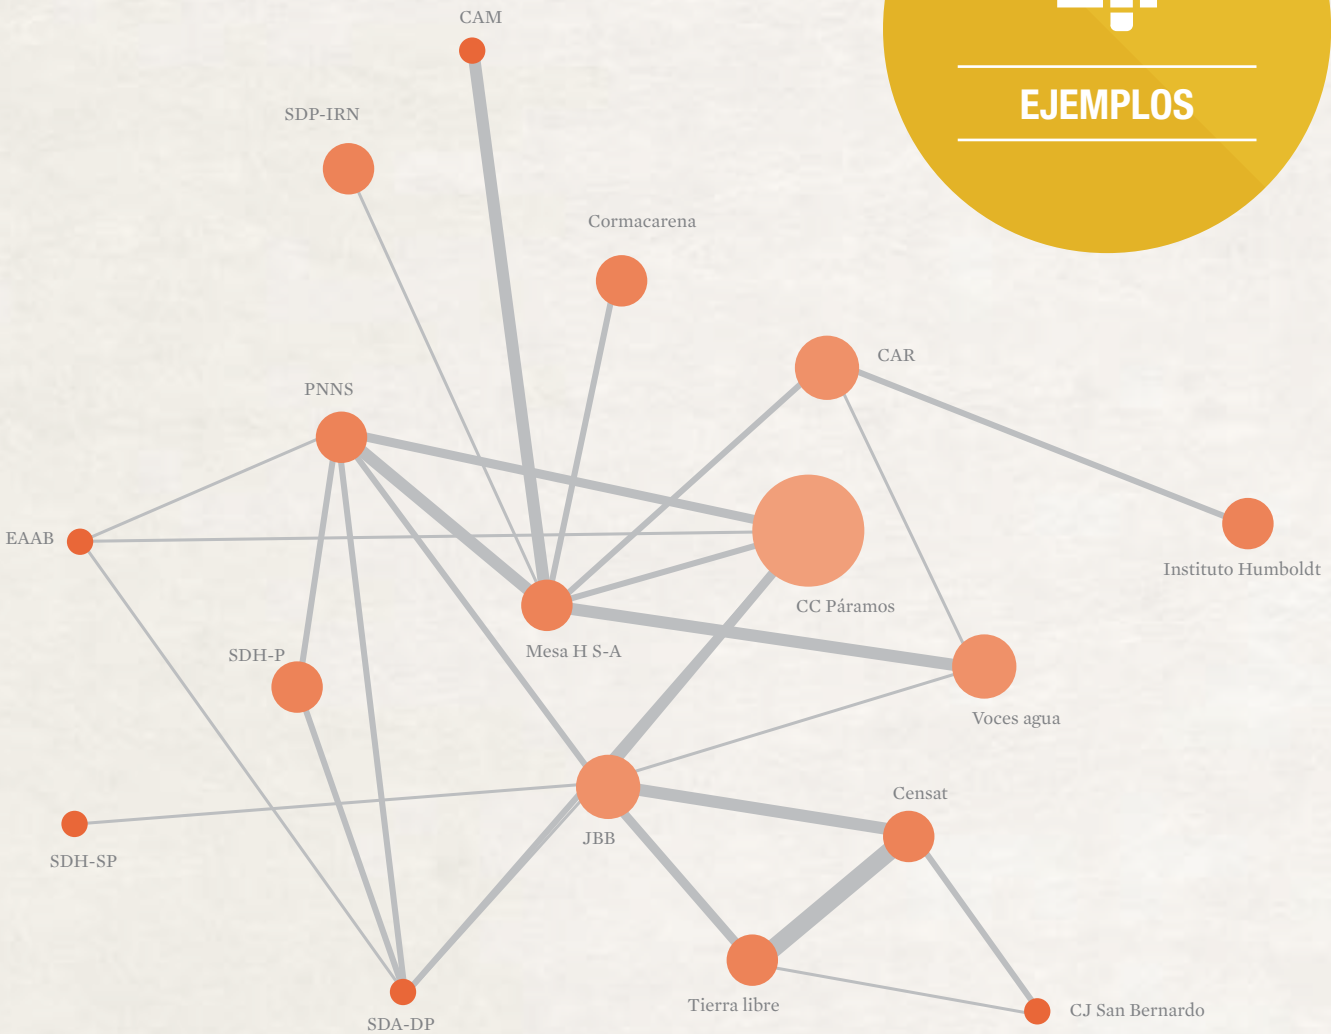 CAM
EJEMPLOS
SDP-IRN
Cormacarena
CAR
PNNS
EAAB
Instituto Humboldt
CC Páramos
Mesa H S-A
SDH-P
Voces agua
Censat
JBB
SDH-SP
Tierra libre
CJ San Bernardo
SDA-DP